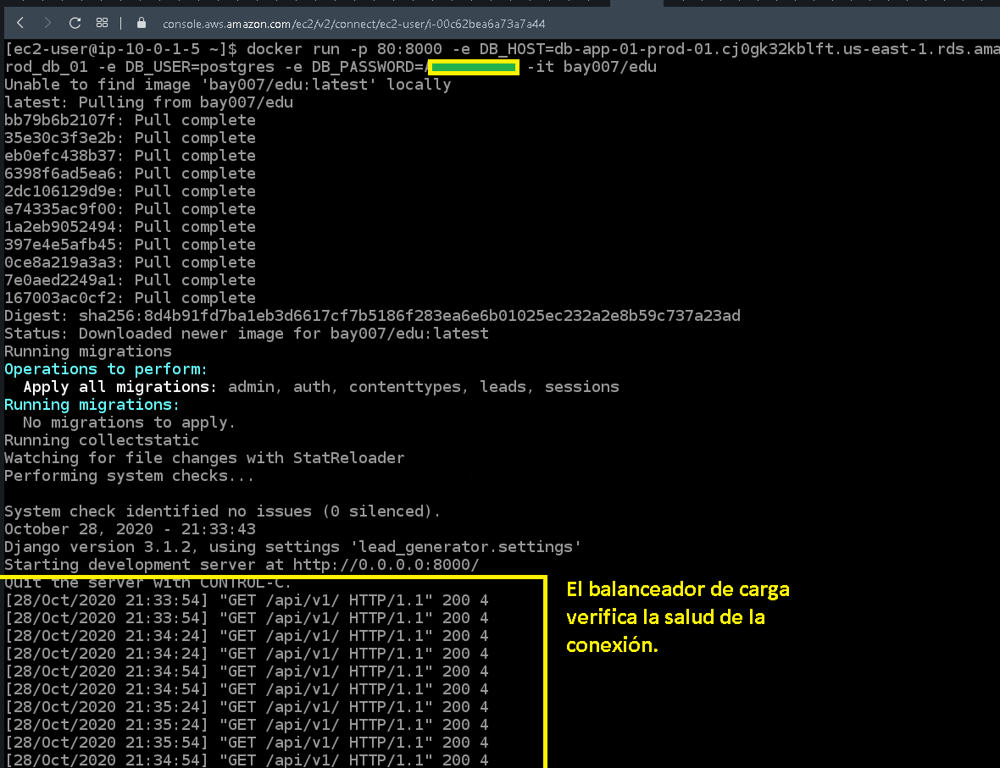 console.aws.amazon.com/ec2/v2/connect/ec2-user/i-00c62bea6a73a7a44
[ec2-user@ip-10-0-1-5 ~]$ docker run -p 80:8000 -e DB_HOST=db-app-01-prod-01.cj0gk32kblft.us-east-1.rds.ama
rod_db_01 -e DB_USER=postgres -e DB_PASSWORD= -it bay007/edu
Unable to find image 'bay007/edu:latest' locally
latest: Pulling from bay007/edu
bb79b6b2107f: Pull complete
35e30c3f3e2b: Pull complete
eb0efc438b37: Pull complete
6398f6ad5ea6: Pull complete
2dc106129d9e: Pull complete
e74335ac9f00: Pull complete
1a2eb9052494: Pull complete
397e4e5afb45: Pull complete
0ce8a219a3a3: Pull complete
7e0aed2249a1: Pull complete
167003ac0cf2: Pull complete
Digest: sha256:8d4b91fd7ba1eb3d6617cf7b5186f283ea6e6b01025ec232a2e8b59c737a23ad
Status: Downloaded newer image for bay007/edu:latest
Running migrations
Operations to perform:
  Apply all migrations: admin, auth, contenttypes, leads, sessions
Running migrations:
  No migrations to apply.
Running collectstatic
Watching for file changes with StatReloader
Performing system checks...

System check identified no issues (0 silenced).
October 28, 2020 - 21:33:43
Django version 3.1.2, using settings 'lead_generator.settings'
Starting development server at http://0.0.0.0:8000/
Quit the server with CONTROL-C.
[28/Oct/2020 21:33:54] "GET /api/v1/ HTTP/1.1" 200 4
[28/Oct/2020 21:33:54] "GET /api/v1/ HTTP/1.1" 200 4
[28/Oct/2020 21:34:24] "GET /api/v1/ HTTP/1.1" 200 4
[28/Oct/2020 21:34:24] "GET /api/v1/ HTTP/1.1" 200 4
[28/Oct/2020 21:34:54] "GET /api/v1/ HTTP/1.1" 200 4
[28/Oct/2020 21:34:54] "GET /api/v1/ HTTP/1.1" 200 4
[28/Oct/2020 21:35:24] "GET /api/v1/ HTTP/1.1" 200 4
[28/Oct/2020 21:35:24] "GET /api/v1/ HTTP/1.1" 200 4
[28/Oct/2020 21:35:54] "GET /api/v1/ HTTP/1.1" 200 4
[28/Oct/2020 21:34:54] "GET /api/v1/ HTTP/1.1" 200 4
El balanceador de carga
verifica la salud de la
conexión.